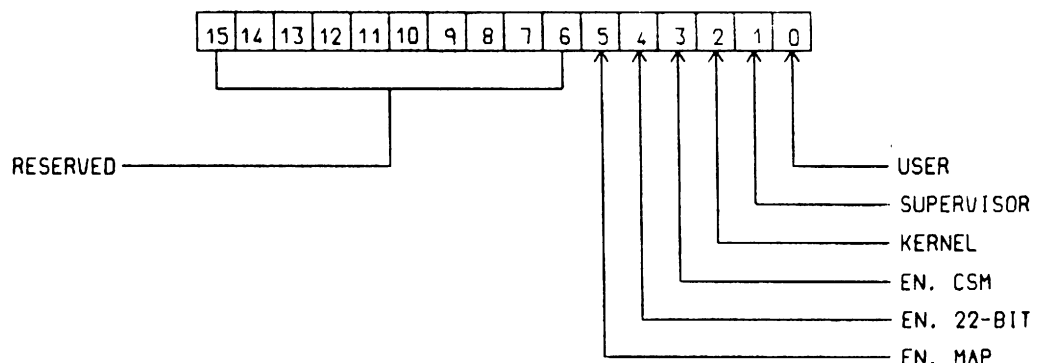 15 14 13 12 11 10 9 8 7 6 5 4 3 2 1 0
RESERVED
USER
SUPERVISOR
KERNEL
EN. CSM
EN. 22-BIT
EN. MAP